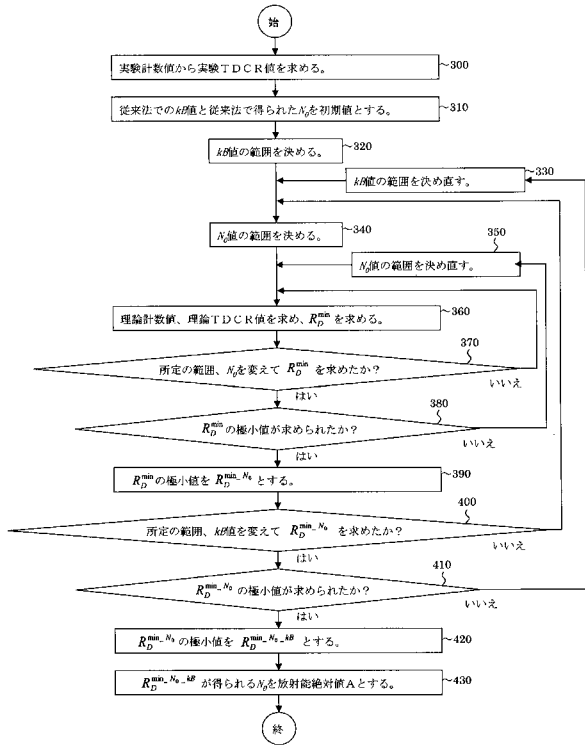 始
実験計数値から実験TDCR値を求める。
300
従来法でのkB値と従来法で得られたN₀を初期値とする。
310
320
kB値の範囲を決める。
330
kB値の範囲を決め直す。
340
N₀値の範囲を決める。
350
N₀値の範囲を決め直す。
理論計数値、理論TDCR値を求め、R_D^min を求める。
360
370
所定の範囲、N₀を変えて R_D^min を求めたか?
いいえ
はい
380
R_D^minの極小値が求められたか?
いいえ
はい
R_D^minの極小値を R_D^min_N₀とする。
390
400
所定の範囲、kB値を変えて R_D^min_N₀ を求めたか?
いいえ
はい
410
R_D^min_N₀ の極小値が求められたか?
いいえ
はい
R_D^min_N₀ の極小値を R_D^min_N₀_kB とする。
420
R_D^min_N₀_kB が得られるN₀を放射能絶対値Aとする。
430
終